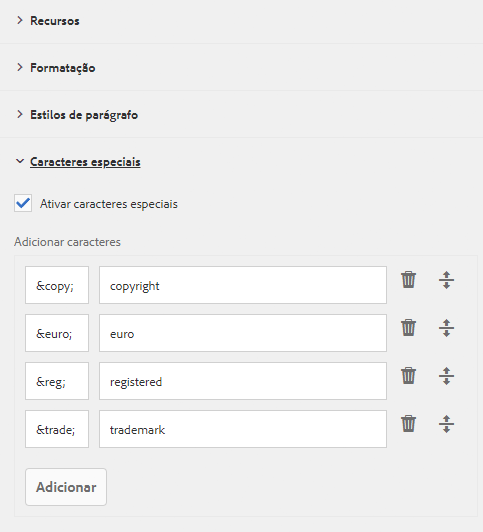 Recursos
Formatação
Estilos de parágrafo
Caracteres especiais
Ativar caracteres especiais
Adicionar caracteres
&copy; copyright
&euro; euro
&reg; registered
&trade; trademark
Adicionar